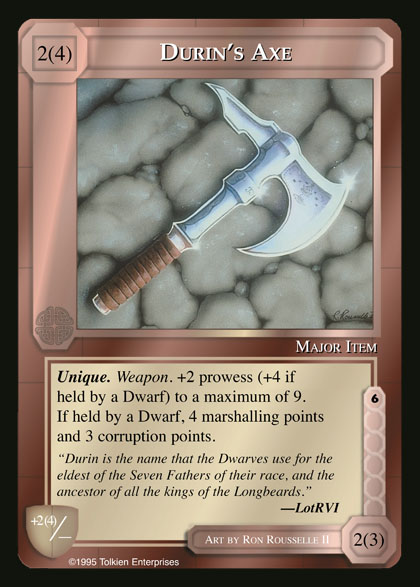 2(4)
DURIN'S AXE
MAJOR ITEM
Unique. Weapon. +2 prowess (+4 if
held by a Dwarf) to a maximum of 9.
If held by a Dwarf, 4 marshalling points
and 3 corruption points.
“Durin is the name that the Dwarves use for the
eldest of the Seven Fathers of their race, and the
ancestor of all the kings of the Longbeards.”
—LotRVI
6
+2(4)/–
ART BY RON ROUSSELLE II
2(3)
©1995 Tolkien Enterprises